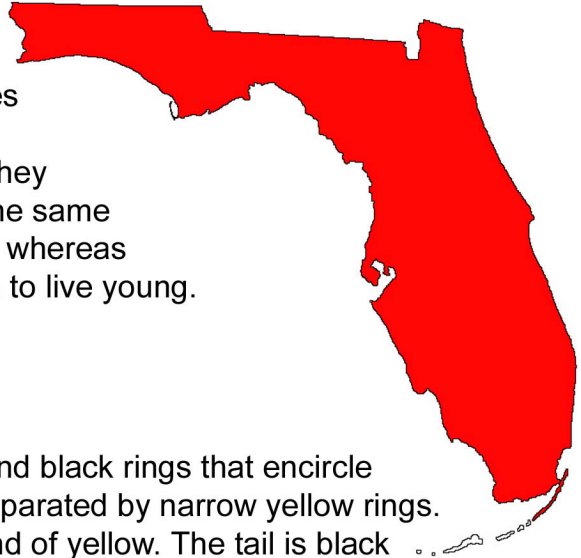 es
hey
ne same
whereas
to live young.
nd black rings that encircle
parated by narrow yellow rings.
nd of yellow. The tail is black